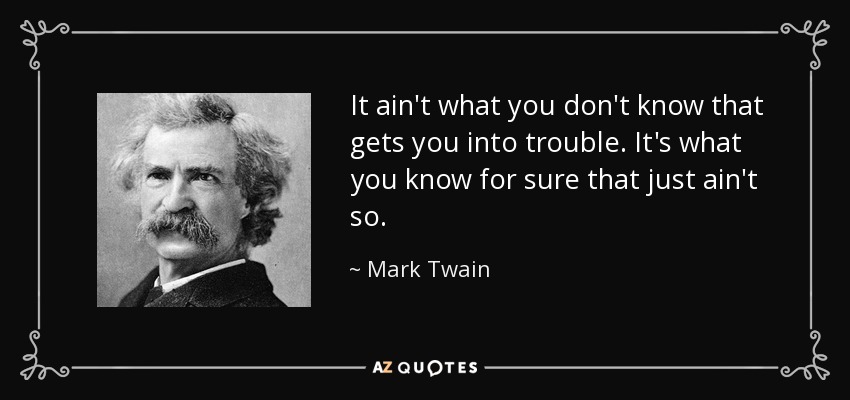 It ain't what you don't know that
gets you into trouble. It's what
you know for sure that just ain't
so.
~ Mark Twain
AZ QUOTES